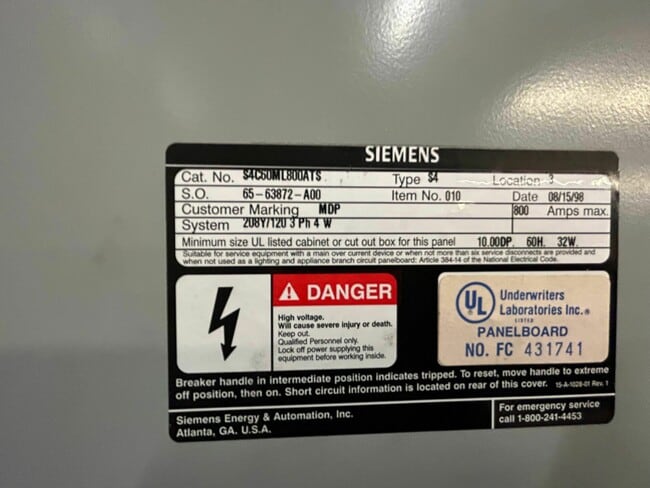 SIEMENS
Cat. No. S4C60ML800ATS Type S4 Location 3
S.O. 65-63872-A00 Item No. 010 Date 08/15/98
Customer Marking MDP 800 Amps max.
System 208Y/120 3 Ph 4 W
Minimum size UL listed cabinet or cut out box for this panel 10.00DP. 60H. 32W.
Suitable for service equipment with a main over current device or when not more than six service disconnects are provided and
when not used as a lighting and appliance branch circuit panelboard: Article 384-14 of the National Electrical Code.
DANGER
High voltage.
Will cause severe injury or death.
Keep out.
Qualified Personnel only.
Lock off power supplying this
equipment before working inside.
UL Underwriters
Laboratories Inc.®
LISTED
PANELBOARD
NO. FC 431741
Breaker handle in intermediate position indicates tripped. To reset, move handle to extreme
off position, then on. Short circuit information is located on rear of this cover. 15-A-1028-01 Rev. 1
Siemens Energy & Automation, Inc.
Atlanta, GA. U.S.A.
For emergency service
call 1-800-241-4453